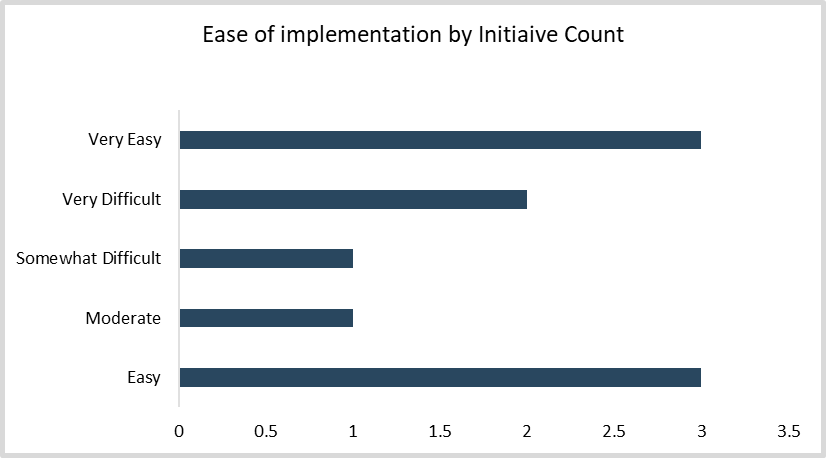 Ease of implementation by Initiaive Count
Very Easy
Very Difficult
Somewhat Difficult
Moderate
Easy
0 0.5 1 1.5 2 2.5 3 3.5